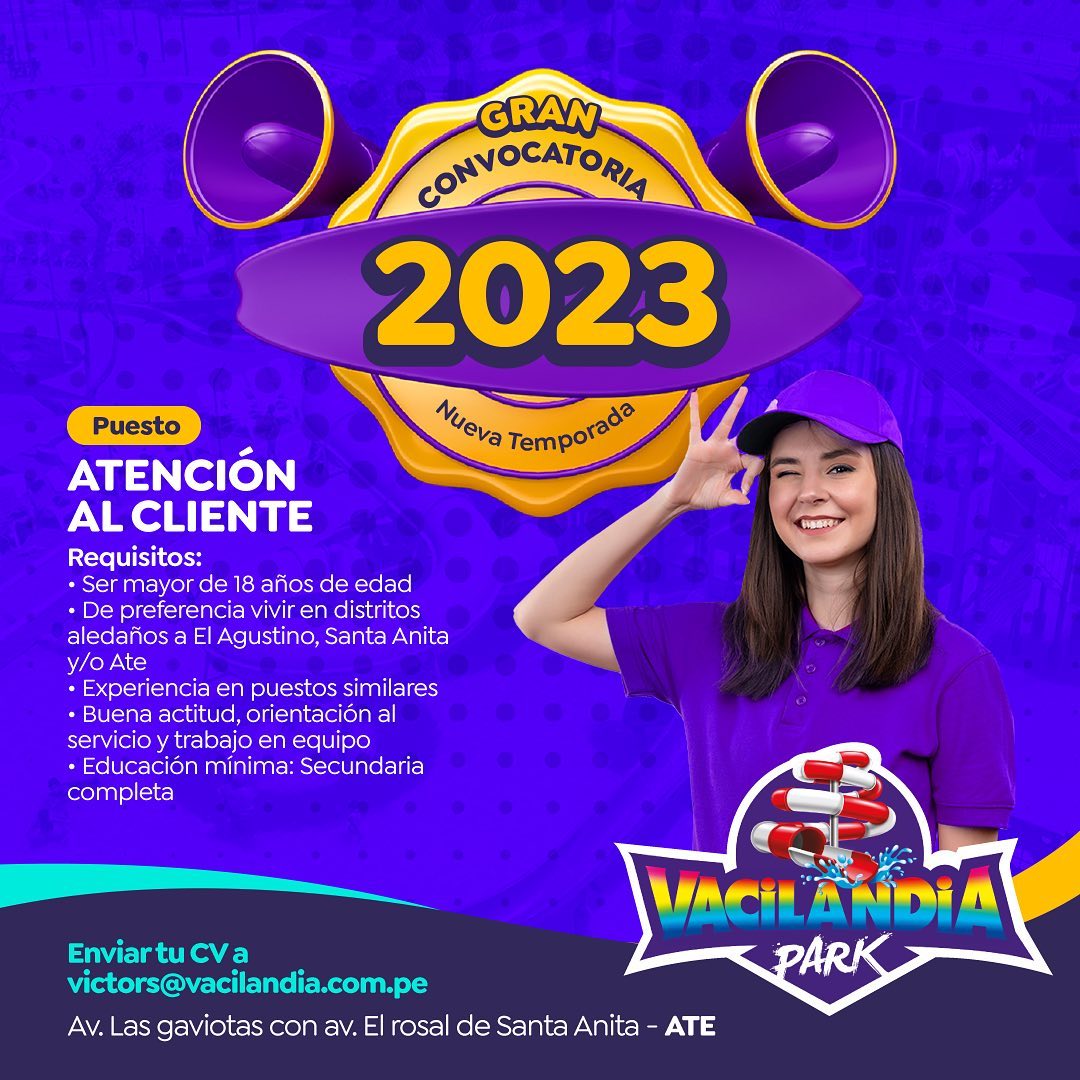 GRAN
CONVOCATORIA
2023
Nueva Temporada
Puesto
ATENCIÓN
AL CLIENTE
Requisitos:
• Ser mayor de 18 años de edad
• De preferencia vivir en distritos
aledaños a El Agustino, Santa Anita
y/o Ate
• Experiencia en puestos similares
• Buena actitud, orientación al
servicio y trabajo en equipo
• Educación mínima: Secundaria
completa
VACiLANDiA
PARK
Enviar tu CV a
victors@vacilandia.com.pe
Av. Las gaviotas con av. El rosal de Santa Anita - ATE